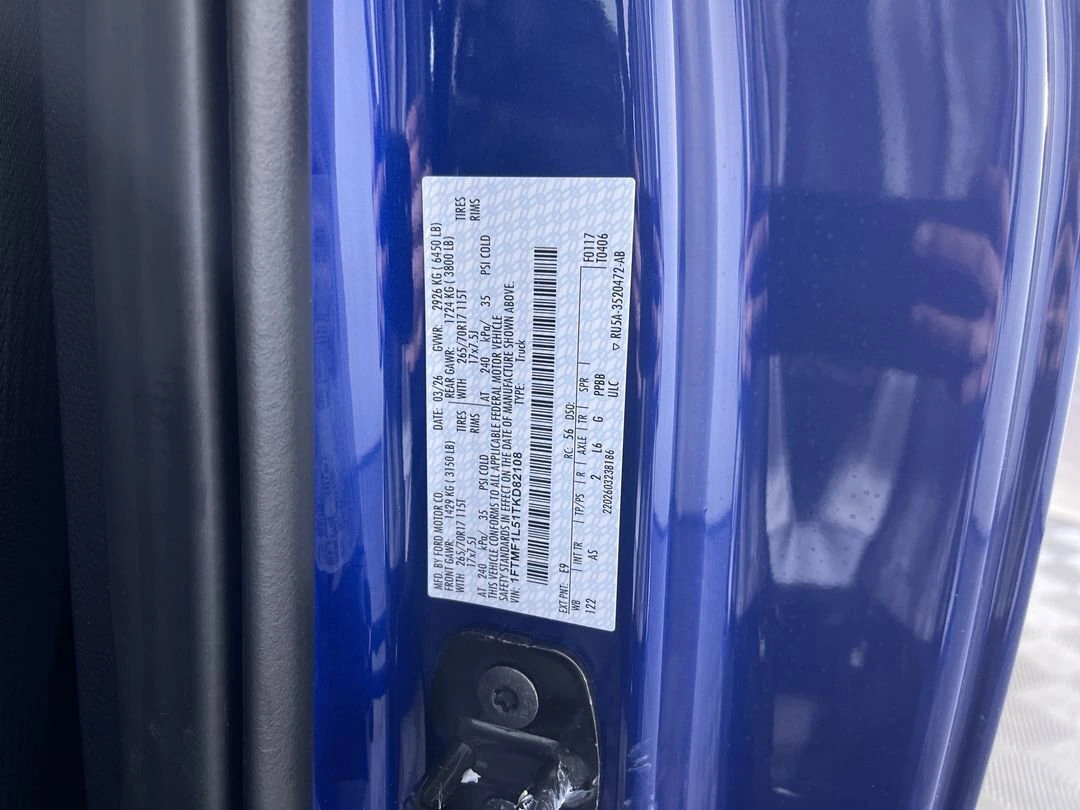 MFD. BY FORD MOTOR CO. DATE: 03/26 GVWR: 2926 KG ( 6450 LB)
FRONT GAWR: 1429 KG ( 3150 LB) REAR GAWR: 1724 KG ( 3800 LB)
WITH 265/70R17 115T TIRES WITH 265/70R17 115T TIRES
17x7.5J RIMS 17x7.5J RIMS
AT 240 kPa/ 35 PSI COLD AT 240 kPa/ 35 PSI COLD
THIS VEHICLE CONFORMS TO ALL APPLICABLE FEDERAL MOTOR VEHICLE
SAFETY STANDARDS IN EFFECT ON THE DATE OF MANUFACTURE SHOWN ABOVE.
VIN: 1FTMF1L51TKD82108 TYPE: Truck
EXT PNT: E9 RC: 56 DSO: F0117
WB | INT TR | TP/PS | R | AXLE | TR | SPR T0406
122 AS 2 L6 G PPBB
2202603238186 ULC ▽ RU5A-3520472-AB